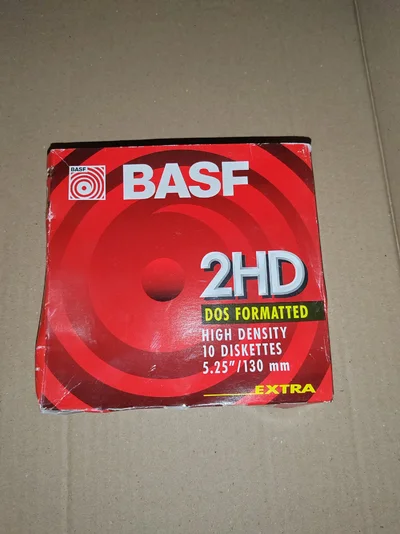 BASF
BASF
2HD
DOS FORMATTED
HIGH DENSITY
10 DISKETTES
5.25"/130 mm
EXTRA